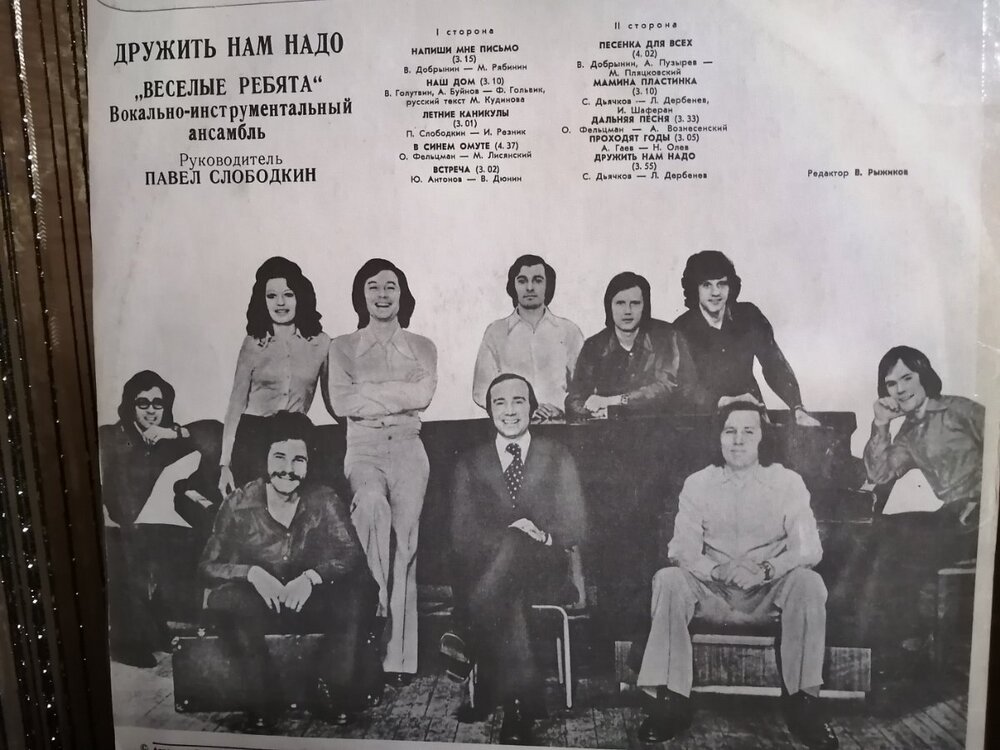 ДРУЖИТЬ НАМ НАДО
„ВЕСЕЛЫЕ РЕБЯТА“
Вокально-инструментальный
ансамбль
Руководитель
ПАВЕЛ СЛОБОДКИН
I сторона
НАПИШИ МНЕ ПИСЬМО
(3. 15)
В. Добрынин — М. Рябинин
НАШ ДОМ (3. 10)
В. Голутвин, А. Буйнов — Ф. Гольвик,
русский текст М. Кудинова
ЛЕТНИЕ КАНИКУЛЫ
(3. 01)
П. Слободкин — И. Резник
В СИНЕМ ОМУТЕ (4. 37)
О. Фельцман — М. Лисянский
ВСТРЕЧА (3. 02)
Ю. Антонов — В. Дюнин
II сторона
ПЕСЕНКА ДЛЯ ВСЕХ
(4. 02)
В. Добрынин, А. Пузырев —
М. Пляцковский
МАМИНА ПЛАСТИНКА
(3. 10)
С. Дьячков — Л. Дербенев,
И. Шаферан
ДАЛЬНЯЯ ПЕСНЯ (3. 33)
О. Фельцман — А. Вознесенский
ПРОХОДЯТ ГОДЫ (3. 05)
А. Гаев — Н. Олев
ДРУЖИТЬ НАМ НАДО
(3. 55)
С. Дьячков — Л. Дербенев
Редактор В. Рыжиков